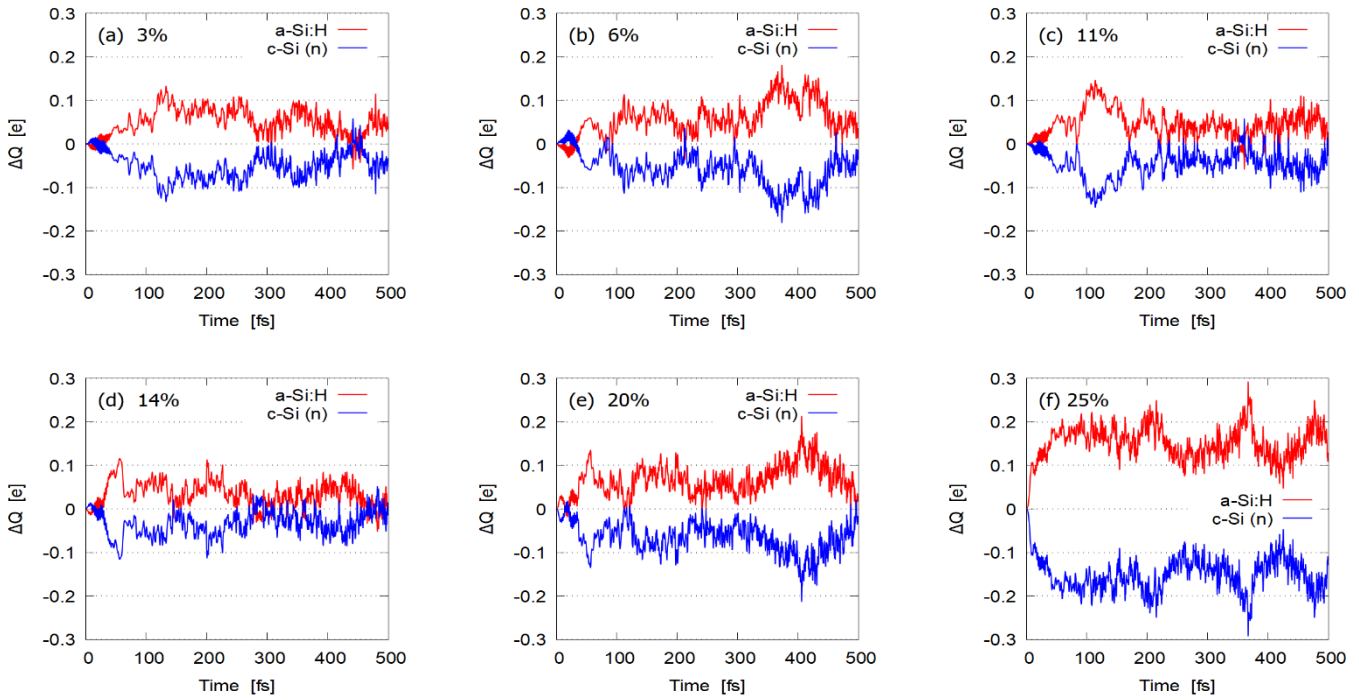 (a) 3%
a-Si:H
c-Si (n)
0.3
0.2
0.1
0
-0.1
-0.2
-0.3
ΔQ [e]
0 100 200 300 400 500
Time [fs]
(b) 6%
a-Si:H
c-Si (n)
0.3
0.2
0.1
0
-0.1
-0.2
-0.3
ΔQ [e]
0 100 200 300 400 500
Time [fs]
(c) 11%
a-Si:H
c-Si (n)
0.3
0.2
0.1
0
-0.1
-0.2
-0.3
ΔQ [e]
0 100 200 300 400 500
Time [fs]
(d) 14%
a-Si:H
c-Si (n)
0.3
0.2
0.1
0
-0.1
-0.2
-0.3
ΔQ [e]
0 100 200 300 400 500
Time [fs]
(e) 20%
a-Si:H
c-Si (n)
0.3
0.2
0.1
0
-0.1
-0.2
-0.3
ΔQ [e]
0 100 200 300 400 500
Time [fs]
(f) 25%
a-Si:H
c-Si (n)
0.3
0.2
0.1
0
-0.1
-0.2
-0.3
ΔQ [e]
0 100 200 300 400 500
Time [fs]